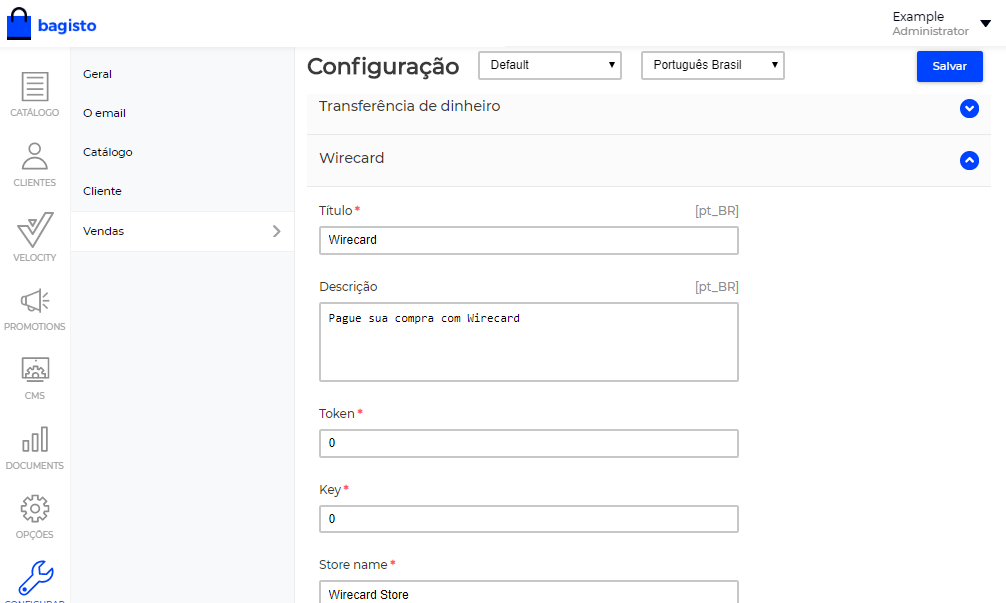 bagisto
Example
Administrator
CATÁLOGO
CLIENTES
VELOCITY
PROMOTIONS
CMS
DOCUMENTS
OPÇÕES
CONFIGURAR
Geral
O email
Catálogo
Cliente
Vendas
Configuração Default Português Brasil Salvar
Transferência de dinheiro
Wirecard
Título* [pt_BR]
Wirecard
Descrição [pt_BR]
Pague sua compra com Wirecard
Token*
0
Key*
0
Store name*
Wirecard Store